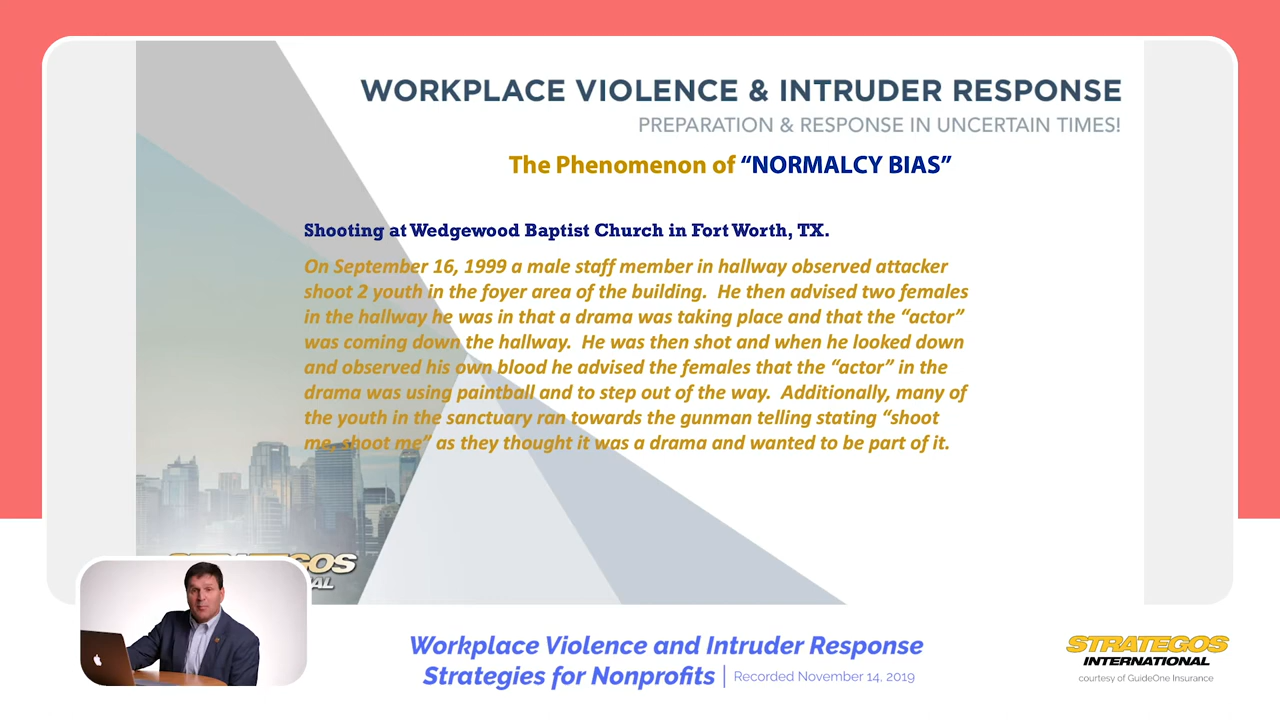 WORKPLACE VIOLENCE & INTRUDER RESPONSE
PREPARATION & RESPONSE IN UNCERTAIN TIMES!
The Phenomenon of “NORMALCY BIAS”
Shooting at Wedgewood Baptist Church in Fort Worth, TX.
On September 16, 1999 a male staff member in hallway observed attacker
shoot 2 youth in the foyer area of the building. He then advised two females
in the hallway he was in that a drama was taking place and that the “actor”
was coming down the hallway. He was then shot and when he looked down
and observed his own blood he advised the females that the “actor” in the
drama was using paintball and to step out of the way. Additionally, many of
the youth in the sanctuary ran towards the gunman telling stating “shoot
me, shoot me” as they thought it was a drama and wanted to be part of it.
STRATEGOS
Workplace Violence and Intruder Response
Strategies for Nonprofits | Recorded November 14, 2019
STRATEGOS
INTERNATIONAL
courtesy of GuideOne Insurance